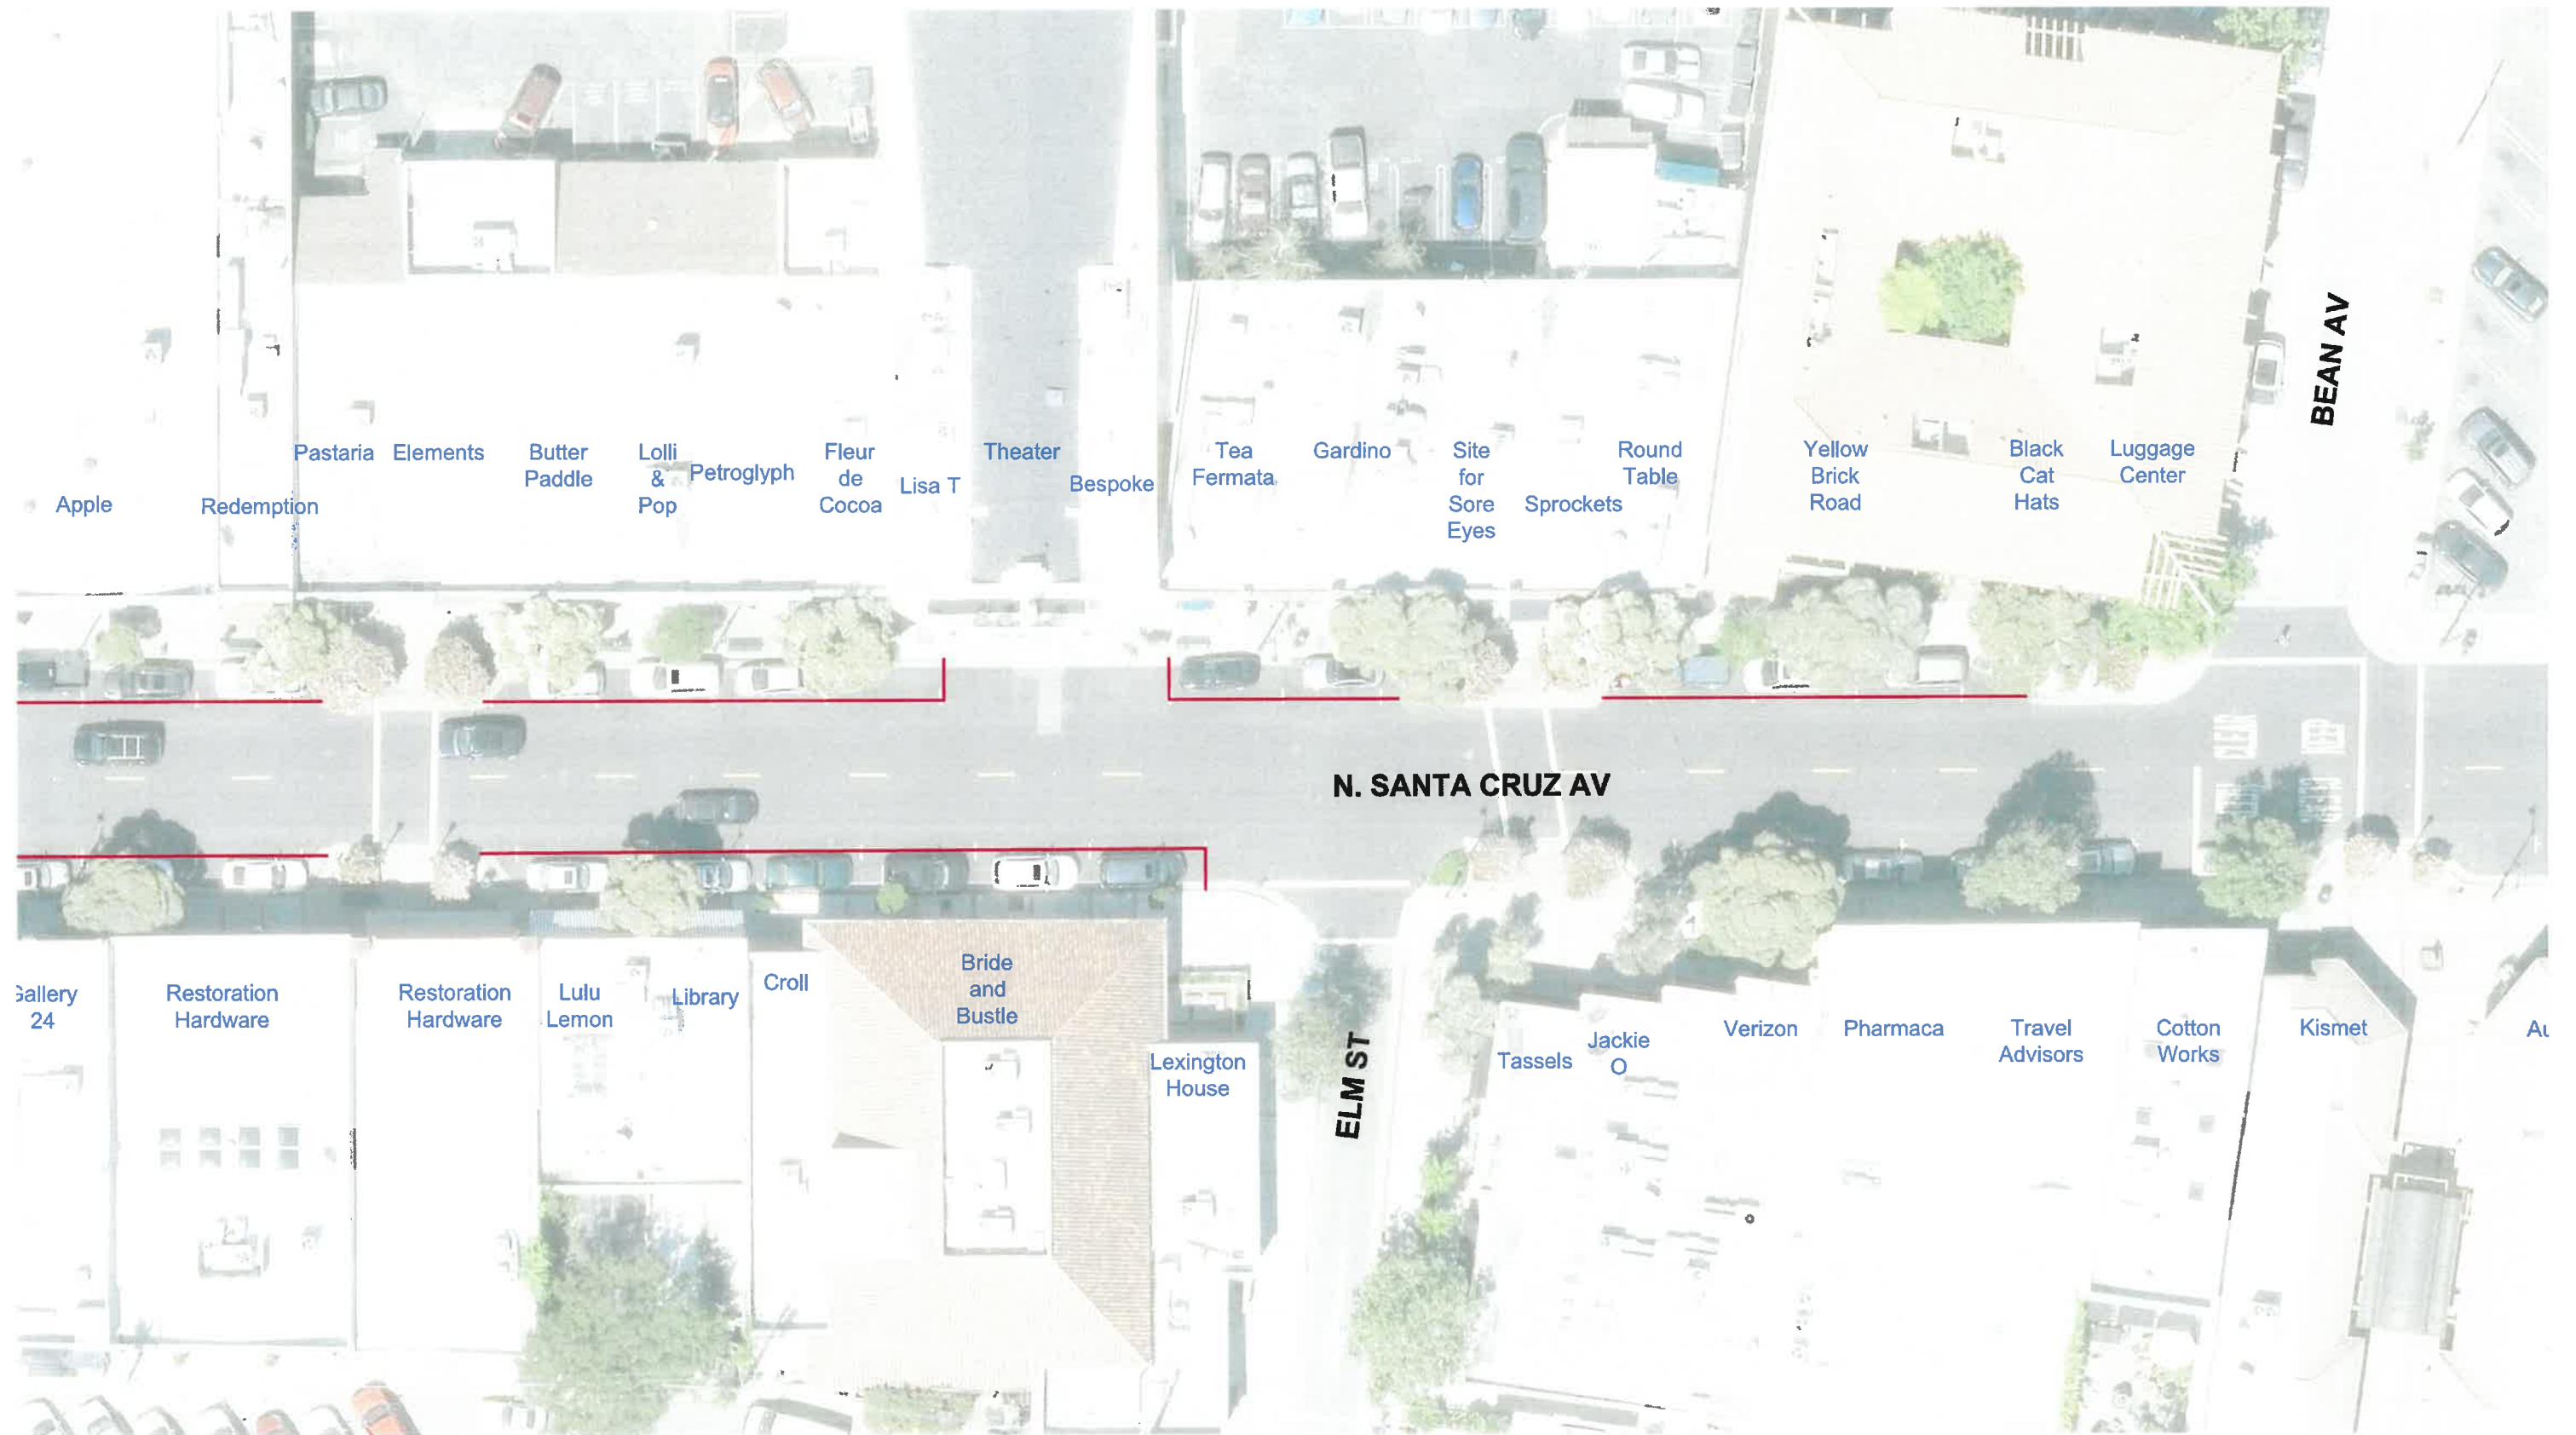 Apple
Redemption
Pastaria
Elements
Butter
Paddle
Lolli
&
Pop
Petroglyph
Fleur
de
Cocoa
Lisa T
Theater
Bespoke
Tea
Fermata
Gardino
Site
for
Sore
Eyes
Sprockets
Round
Table
Yellow
Brick
Road
Black
Cat
Hats
Luggage
Center
BEAN AV
N. SANTA CRUZ AV
KEEP
Gallery
24
Restoration
Hardware
Restoration
Hardware
Lulu
Lemon
Library
Croll
Bride
and
Bustle
Lexington
House
ELM ST
Tassels
Jackie
O
Verizon
Pharmaca
Travel
Advisors
Cotton
Works
Kismet